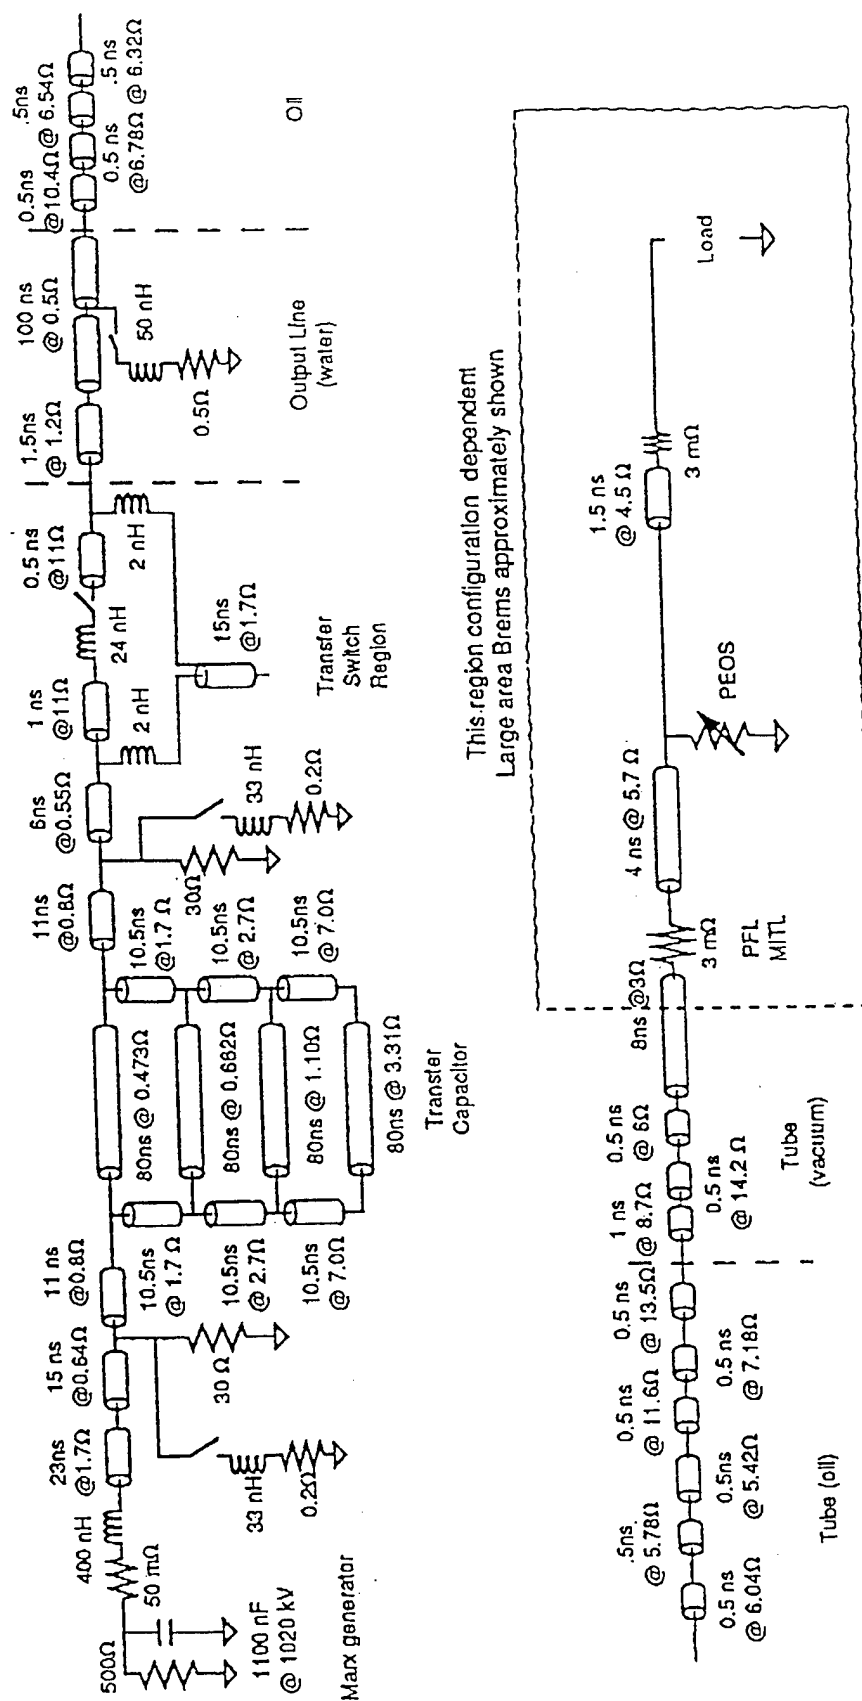 500Ω
1100 nF
@ 1020 kV
Marx generator
50 mΩ
400 nH
23ns
@1.7Ω
15 ns
@0.64Ω
33 nH
0.2Ω
30 Ω
11 ns
@0.8Ω
10.5ns
@ 1.7 Ω
10.5ns
@ 2.7Ω
10.5ns
@ 7.0Ω
80ns @ 0.473Ω
80ns @ 0.682Ω
80ns @ 1.10Ω
80ns @ 3.31Ω
Transfer
Capacitor
10.5ns
@1.7 Ω
10.5ns
@ 2.7Ω
10.5ns
@ 7.0Ω
11ns
@0.8Ω
30Ω
6ns
@0.55Ω
33 nH
0.2Ω
1 ns
@11Ω
2 nH
24 nH
15ns
@1.7Ω
Transfer
Switch
Region
0.5 ns
@11Ω
2 nH
1.5ns
@ 1.2Ω
100 ns
@ 0.5Ω
50 nH
0.5Ω
Output Line
(water)
0.5ns
@10.4Ω
.5ns
@ 6.54Ω
0.5 ns
@6.78Ω
.5 ns
@ 6.32Ω
Oil
0.5 ns
@ 6.04Ω
.5ns
@ 5.78Ω
0.5ns
@ 5.42Ω
0.5 ns
@ 11.6Ω
0.5 ns
@ 7.18Ω
0.5 ns
@ 13.5Ω
Tube (oil)
1 ns
@ 8.7Ω
0.5 ns
@ 14.2 Ω
0.5 ns
@ 6Ω
Tube
(vacuum)
8ns @3Ω
3 mΩ
PFL
MITL
4 ns @ 5.7 Ω
PEOS
1.5 ns
@ 4.5 Ω
3 mΩ
Load
This region configuration dependent
Large area Brems approximately shown